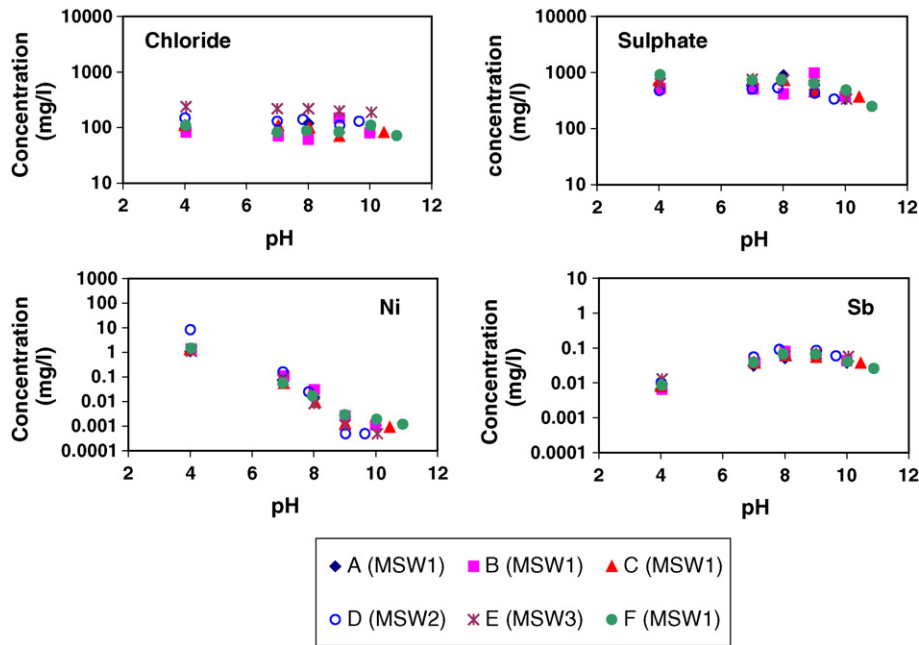 Chloride
Concentration
(mg/l)
10000
1000
100
10
2 4 6 8 10 12
pH
Sulphate
concentration
(mg/l)
10000
1000
100
10
2 4 6 8 10 12
pH
Ni
Concentration
(mg/l)
1000
100
10
1
0.1
0.01
0.001
0.0001
2 4 6 8 10 12
pH
Sb
Concentration
(mg/l)
10
1
0.1
0.01
0.001
0.0001
2 4 6 8 10 12
pH
A (MSW1) B (MSW1) C (MSW1)
D (MSW2) E (MSW3) F (MSW1)